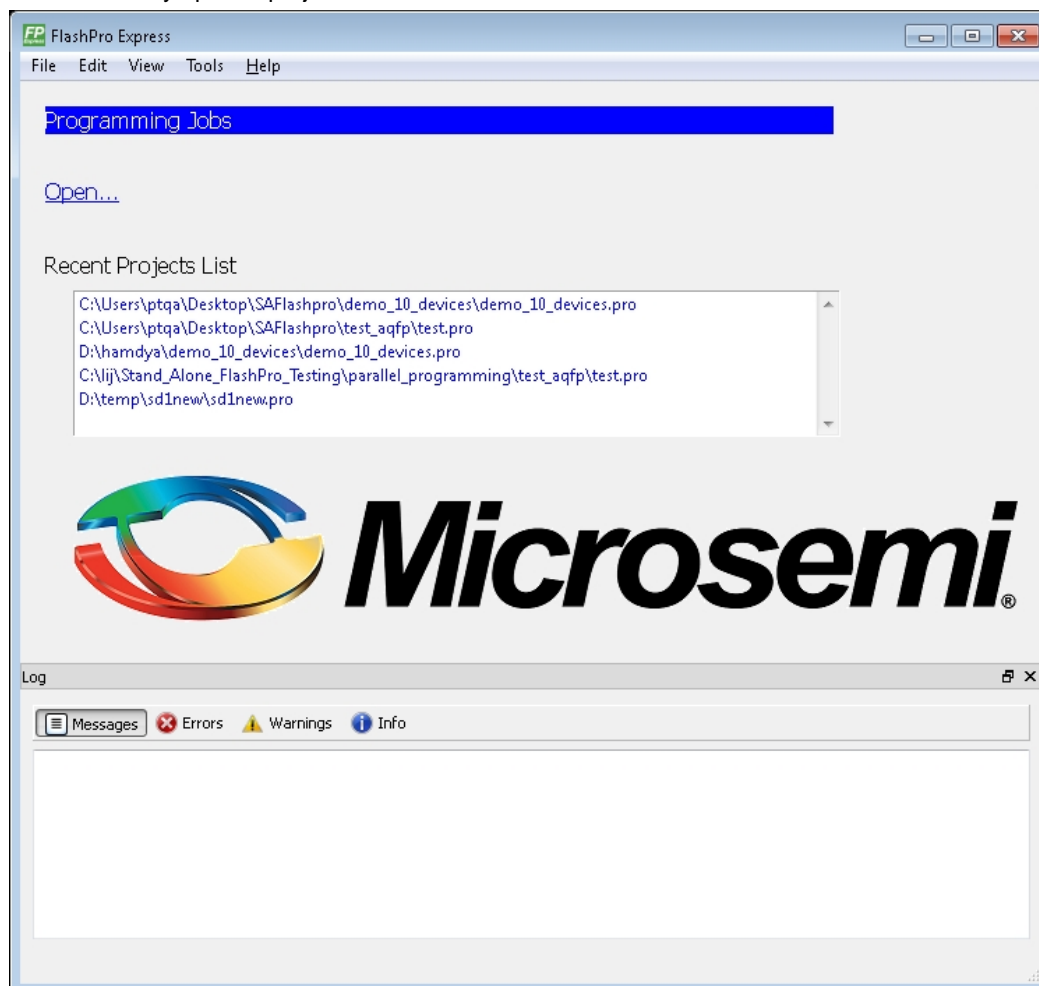 FP FlashPro Express
File Edit View Tools Help
Programming Jobs
Open...
Recent Projects List
C:\Users\ptqa\Desktop\SAFlashpro\demo_10_devices\demo_10_devices.pro
C:\Users\ptqa\Desktop\SAFlashpro\test_aqfp\test.pro
D:\hamdya\demo_10_devices\demo_10_devices.pro
C:\lij\Stand_Alone_FlashPro_Testing\parallel_programming\test_aqfp\test.pro
D:\temp\sd1new\sd1new.pro
Microsemi®
Log
Messages Errors Warnings Info